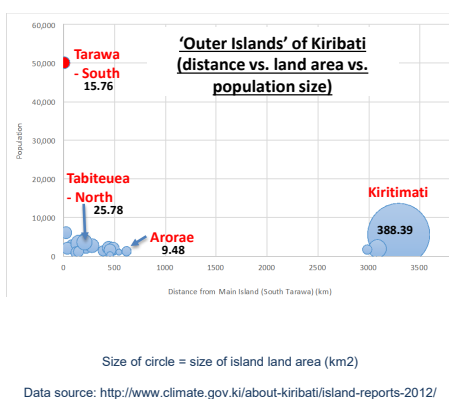 60,000
50,000
40,000
30,000
20,000
10,000
0
Population
'Outer Islands' of Kiribati
(distance vs. land area vs.
population size)
Tarawa
- South
15.76
Tabiteuea
- North
25.78
Arorae
9.48
Kiritimati
388.39
0 500 1000 1500 2000 2500 3000 3500
Distance from Main Island (South Tarawa) (km)
Size of circle = size of island land area (km2)
Data source: http://www.climate.gov.ki/about-kiribati/island-reports-2012/